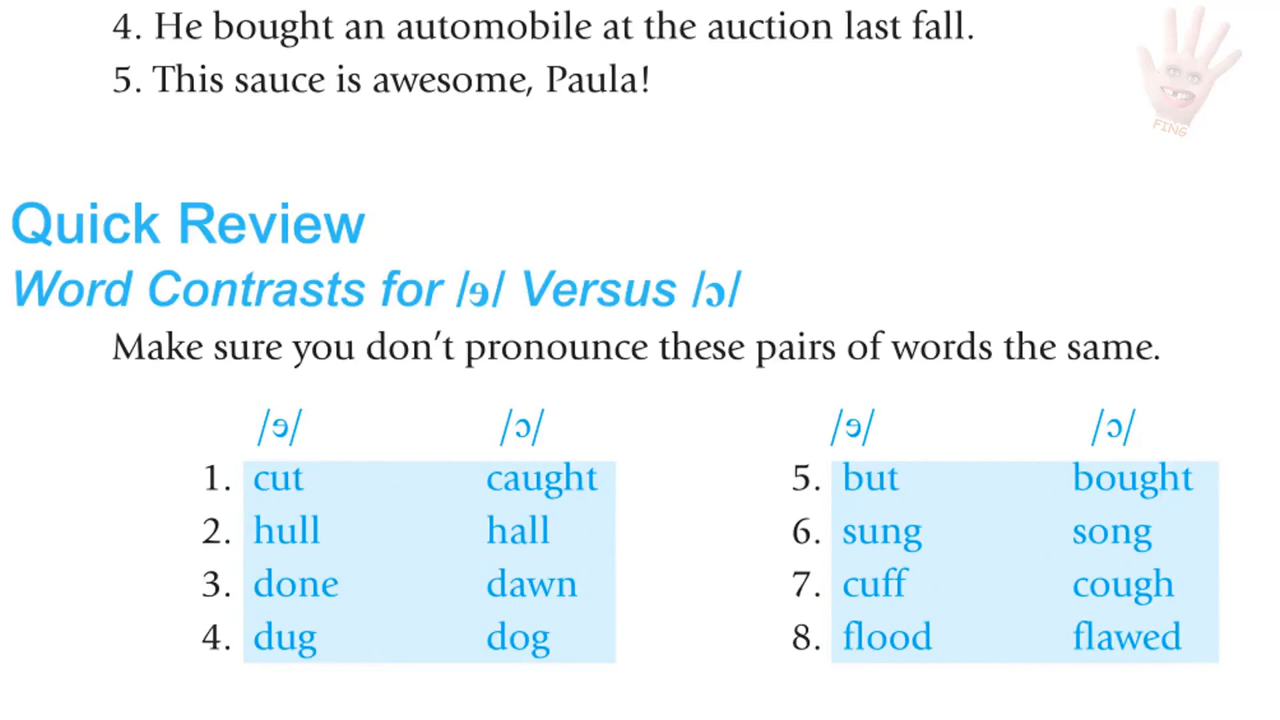 4. He bought an automobile at the auction last fall.
5. This sauce is awesome, Paula!
FING
Quick Review
Word Contrasts for /ɘ/ Versus /ɔ/
Make sure you don't pronounce these pairs of words the same.
/ɘ/ /ɔ/ /ɘ/ /ɔ/
1. cut caught 5. but bought
2. hull hall 6. sung song
3. done dawn 7. cuff cough
4. dug dog 8. flood flawed